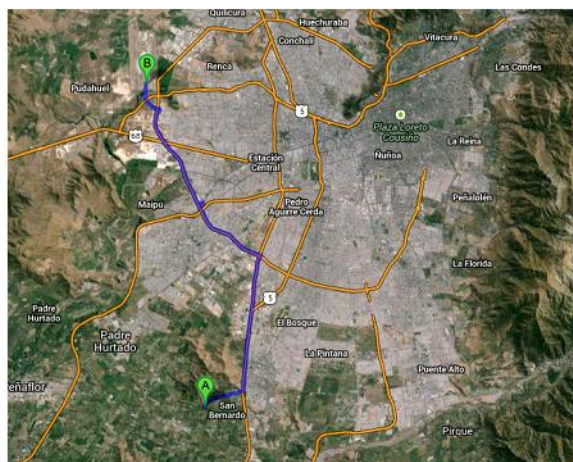 Quilicura
Huechuraba
Conchalí
Vitacura
Las Condes
B
Renca
Pudahuel
5
Plaza Loreto
Cousiño
68
La Reina
Ñuñoa
Estación
Central
Peñalolén
Maipú
Pedro
Aguirre Cerda
La Florida
5
Padre
Hurtado
El Bosque
Padre
Hurtado
La Pintana
Puente Alto
eñaflor
A
San
Bernardo
Pirque